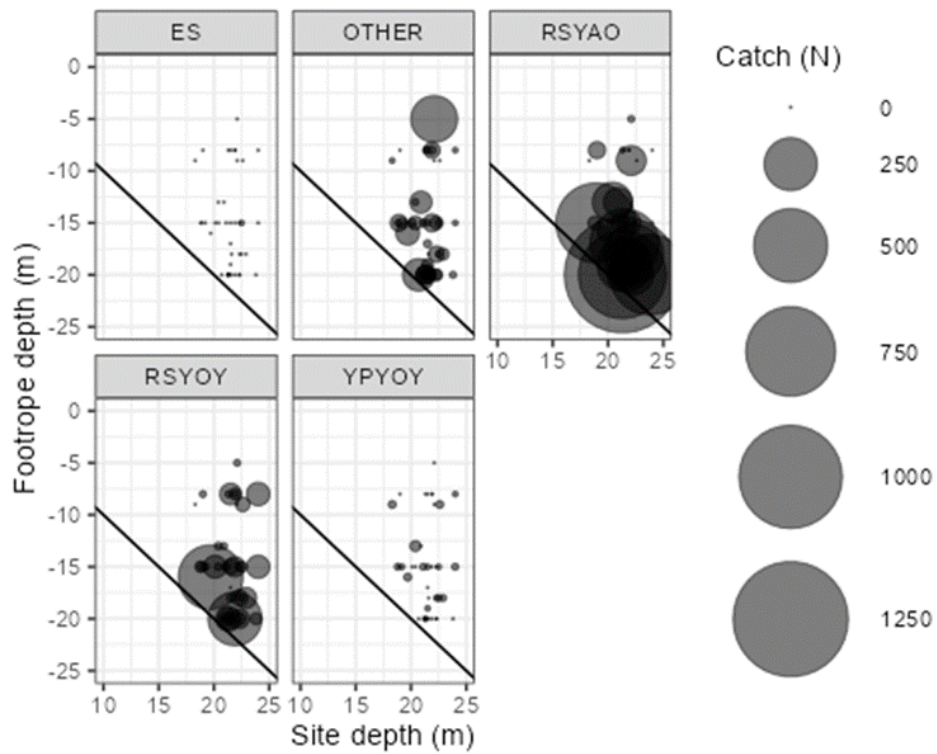 ES OTHER RSYAO
0
-5
-10
-15
-20
-25
10 15 20 25
RSYOY YPYOY
0
-5
-10
-15
-20
-25
10 15 20 25 10 15 20 25
Footrope depth (m)
Site depth (m)
Catch (N)
0
250
500
750
1000
1250